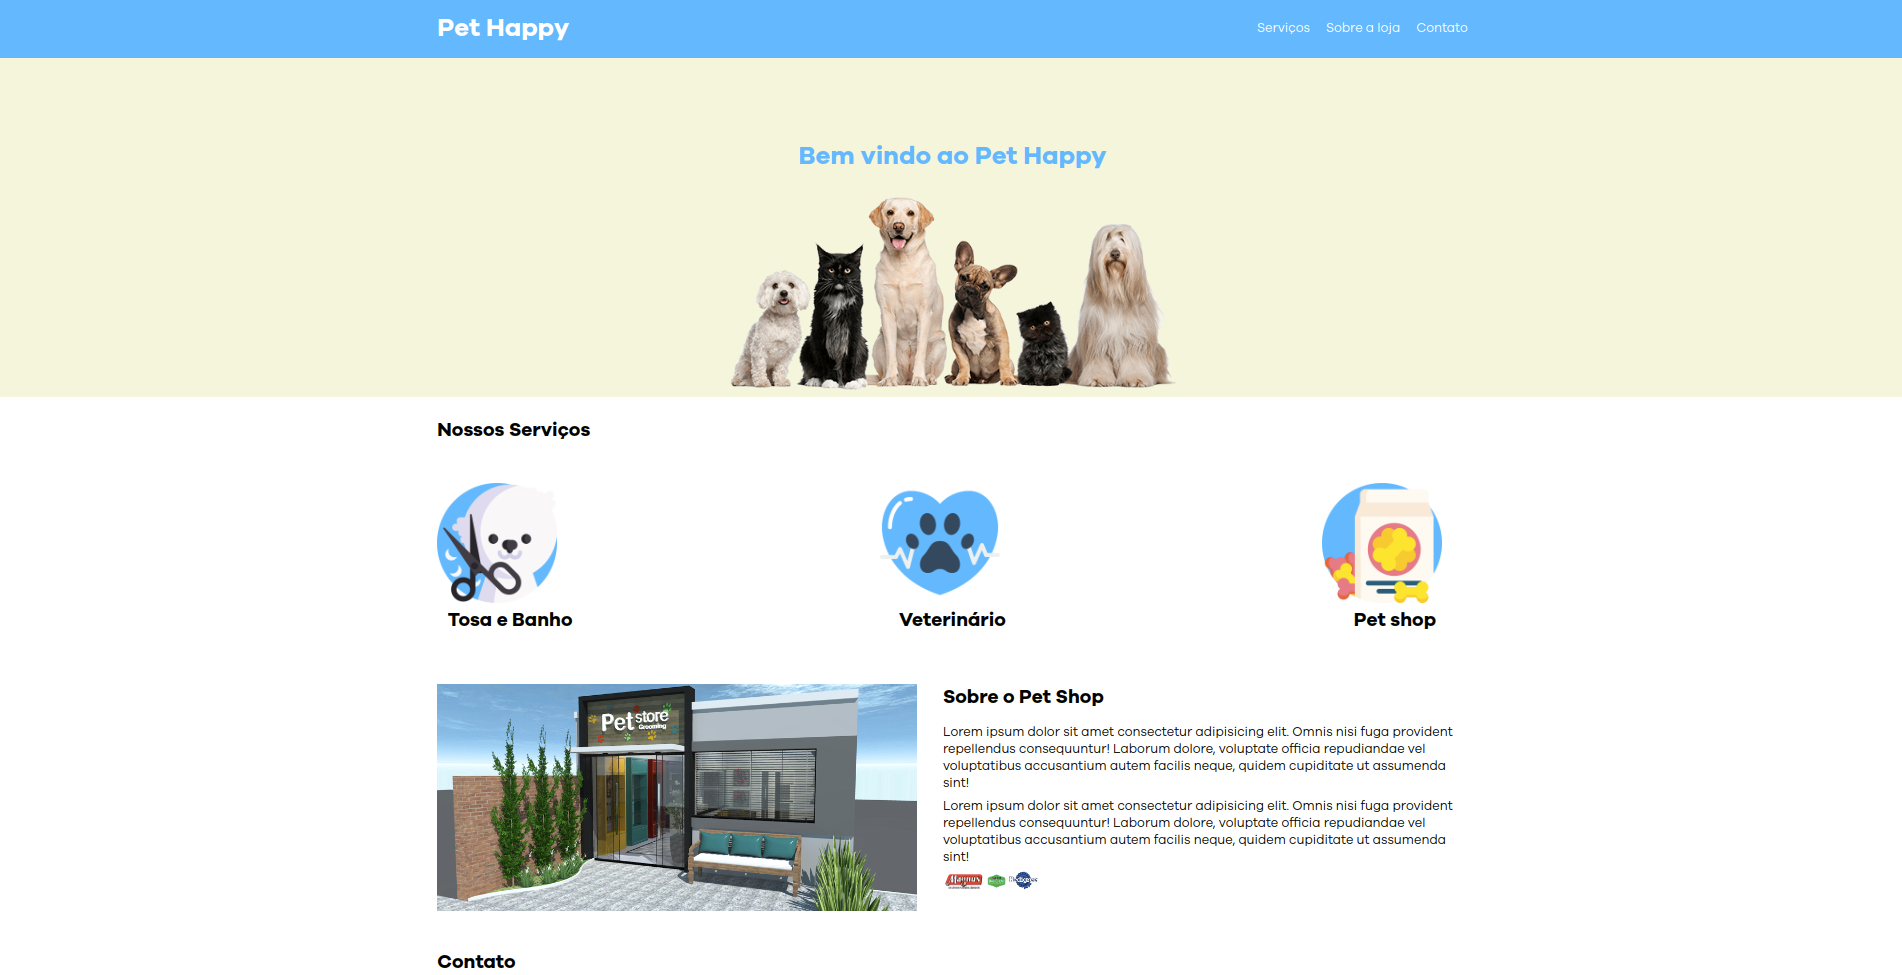 Pet Happy
Serviços Sobre a loja Contato
Bem vindo ao Pet Happy
Nossos Serviços
Tosa e Banho
Veterinário
Pet shop
Pet store
Grooming
Sobre o Pet Shop
Lorem ipsum dolor sit amet consectetur adipisicing elit. Omnis nisi fuga provident
repellendus consequuntur! Laborum dolore, voluptate officia repudiandae vel
voluptatibus accusantium autem facilis neque, quidem cupiditate ut assumenda
sint!
Lorem ipsum dolor sit amet consectetur adipisicing elit. Omnis nisi fuga provident
repellendus consequuntur! Laborum dolore, voluptate officia repudiandae vel
voluptatibus accusantium autem facilis neque, quidem cupiditate ut assumenda
sint!
Magnus
Contato